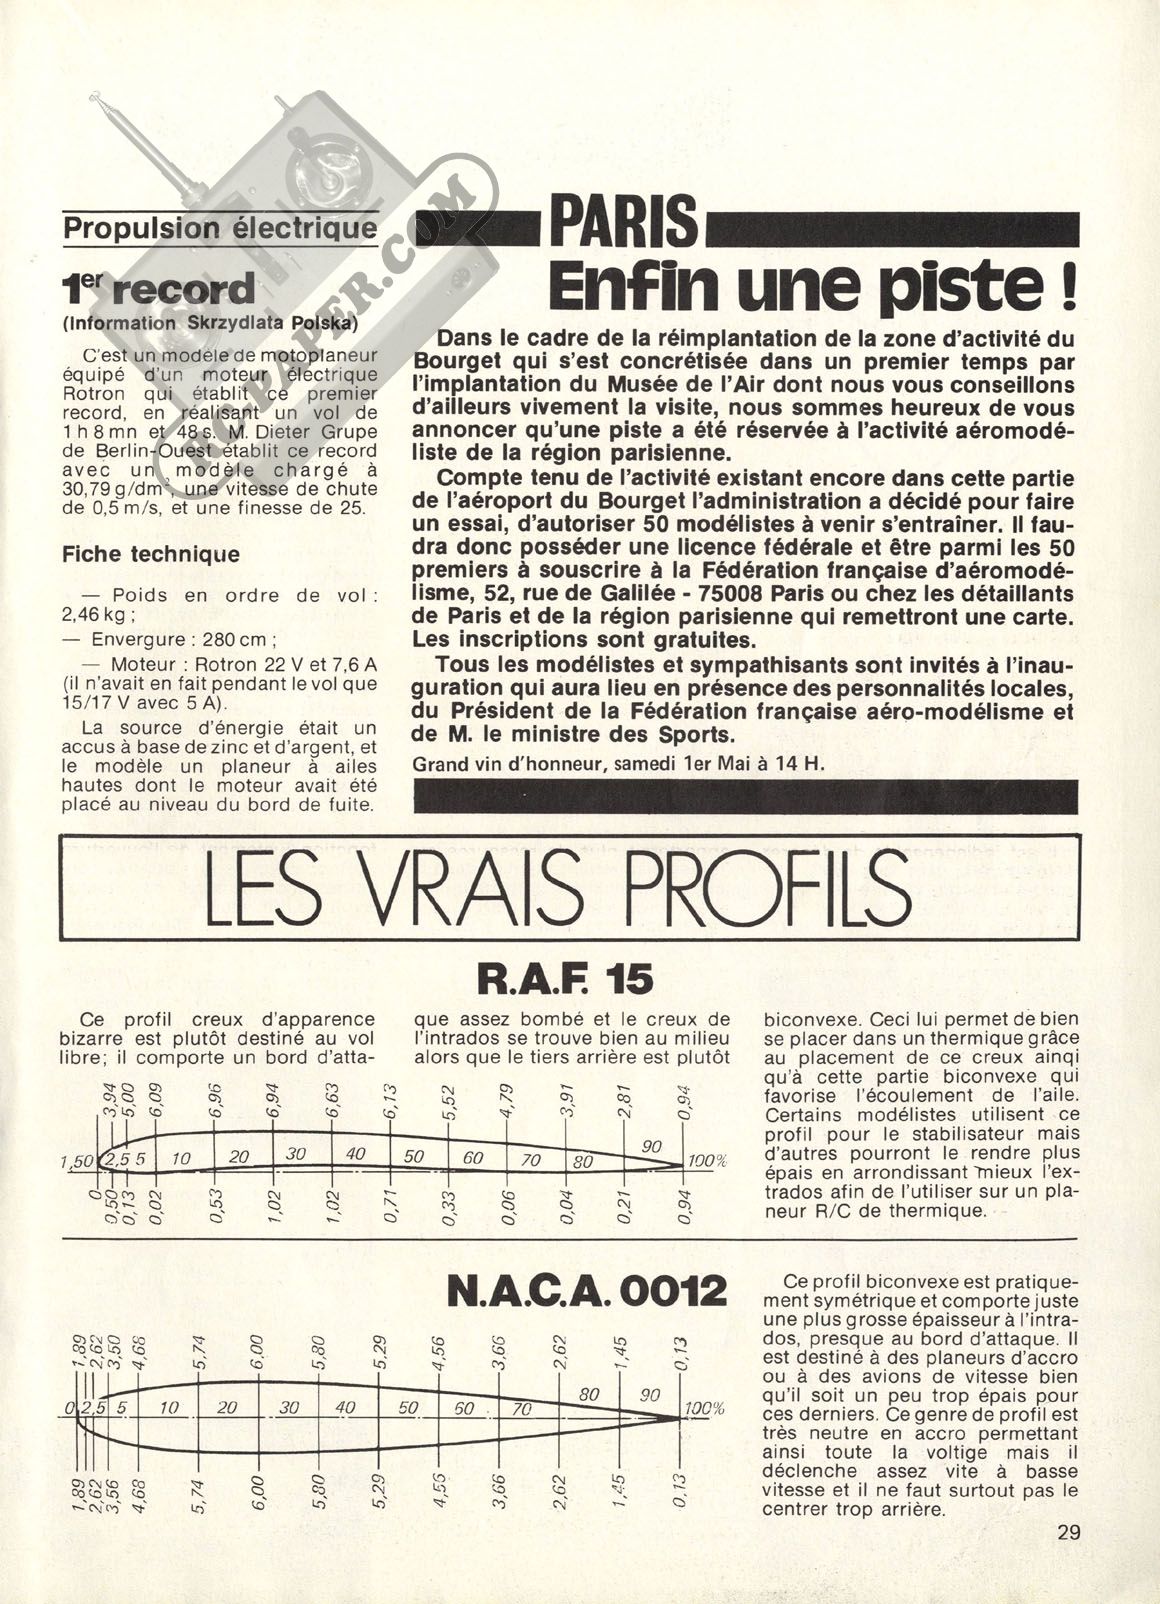 Propulsion électrique
1er record
(Information Skrzydlata Polska)
C'est un modèle de motoplaneur
équipé d'un moteur électrique
Rotron qui établit ce premier
record, en réalisant un vol de
1 h 8 mn et 48 s. M. Dieter Grupe
de Berlin-Ouest établit ce record
avec un modèle chargé à
30,79 g/dm², une vitesse de chute
de 0,5 m/s, et une finesse de 25.
Fiche technique
— Poids en ordre de vol :
2,46 kg ;
— Envergure : 280 cm ;
— Moteur : Rotron 22 V et 7,6 A
(il n'avait en fait pendant le vol que
15/17 V avec 5 A).
La source d'énergie était un
accus à base de zinc et d'argent, et
le modèle un planeur à ailes
hautes dont le moteur avait été
placé au niveau du bord de fuite.
RC-PAPER.COM
PARIS
Enfin une piste !
Dans le cadre de la réimplantation de la zone d'activité du
Bourget qui s'est concrétisée dans un premier temps par
l'implantation du Musée de l'Air dont nous vous conseillons
d'ailleurs vivement la visite, nous sommes heureux de vous
annoncer qu'une piste a été réservée à l'activité aéromodé-
liste de la région parisienne.
Compte tenu de l'activité existant encore dans cette partie
de l'aéroport du Bourget l'administration a décidé pour faire
un essai, d'autoriser 50 modélistes à venir s'entraîner. Il fau-
dra donc posséder une licence fédérale et être parmi les 50
premiers à souscrire à la Fédération française d'aéromodé-
lisme, 52, rue de Galilée - 75008 Paris ou chez les détaillants
de Paris et de la région parisienne qui remettront une carte.
Les inscriptions sont gratuites.
Tous les modélistes et sympathisants sont invités à l'inau-
guration qui aura lieu en présence des personnalités locales,
du Président de la Fédération française aéro-modélisme et
de M. le ministre des Sports.
Grand vin d'honneur, samedi 1er Mai à 14 H.
LES VRAIS PROFILS
R.A.F. 15
Ce profil creux d'apparence
bizarre est plutôt destiné au vol
libre; il comporte un bord d'atta-
que assez bombé et le creux de
l'intrados se trouve bien au milieu
alors que le tiers arrière est plutôt
biconvexe. Ceci lui permet de bien
se placer dans un thermique grâce
au placement de ce creux ainqi
qu'à cette partie biconvexe qui
favorise l'écoulement de l'aile.
Certains modélistes utilisent ce
profil pour le stabilisateur mais
d'autres pourront le rendre plus
épais en arrondissant mieux l'ex-
trados afin de l'utiliser sur un pla-
neur R/C de thermique.
3,94 5,00 6,09 6,96 6,94 6,63 6,13 5,52 4,79 3,91 2,81 0,94
1,50 2,5 5 10 20 30 40 50 60 70 80 90 100%
0 0,50 0,13 0,02 0,53 1,02 1,02 0,71 0,33 0,06 0,04 0,21 0,94
N.A.C.A. 0012
1,89 2,62 3,50 4,68 5,74 6,00 5,80 5,29 4,56 3,66 2,62 1,45 0,13
0 2,5 5 10 20 30 40 50 60 70 80 90 100%
1,89 2,62 3,56 4,68 5,74 6,00 5,80 5,29 4,56 3,66 2,62 1,45 0,13
Ce profil biconvexe est pratique-
ment symétrique et comporte juste
une plus grosse épaisseur à l'intra-
dos, presque au bord d'attaque. Il
est destiné à des planeurs d'accro
ou à des avions de vitesse bien
qu'il soit un peu trop épais pour
ces derniers. Ce genre de profil est
très neutre en accro permettant
ainsi toute la voltige mais il
déclenche assez vite à basse
vitesse et il ne faut surtout pas le
centrer trop arrière.
29